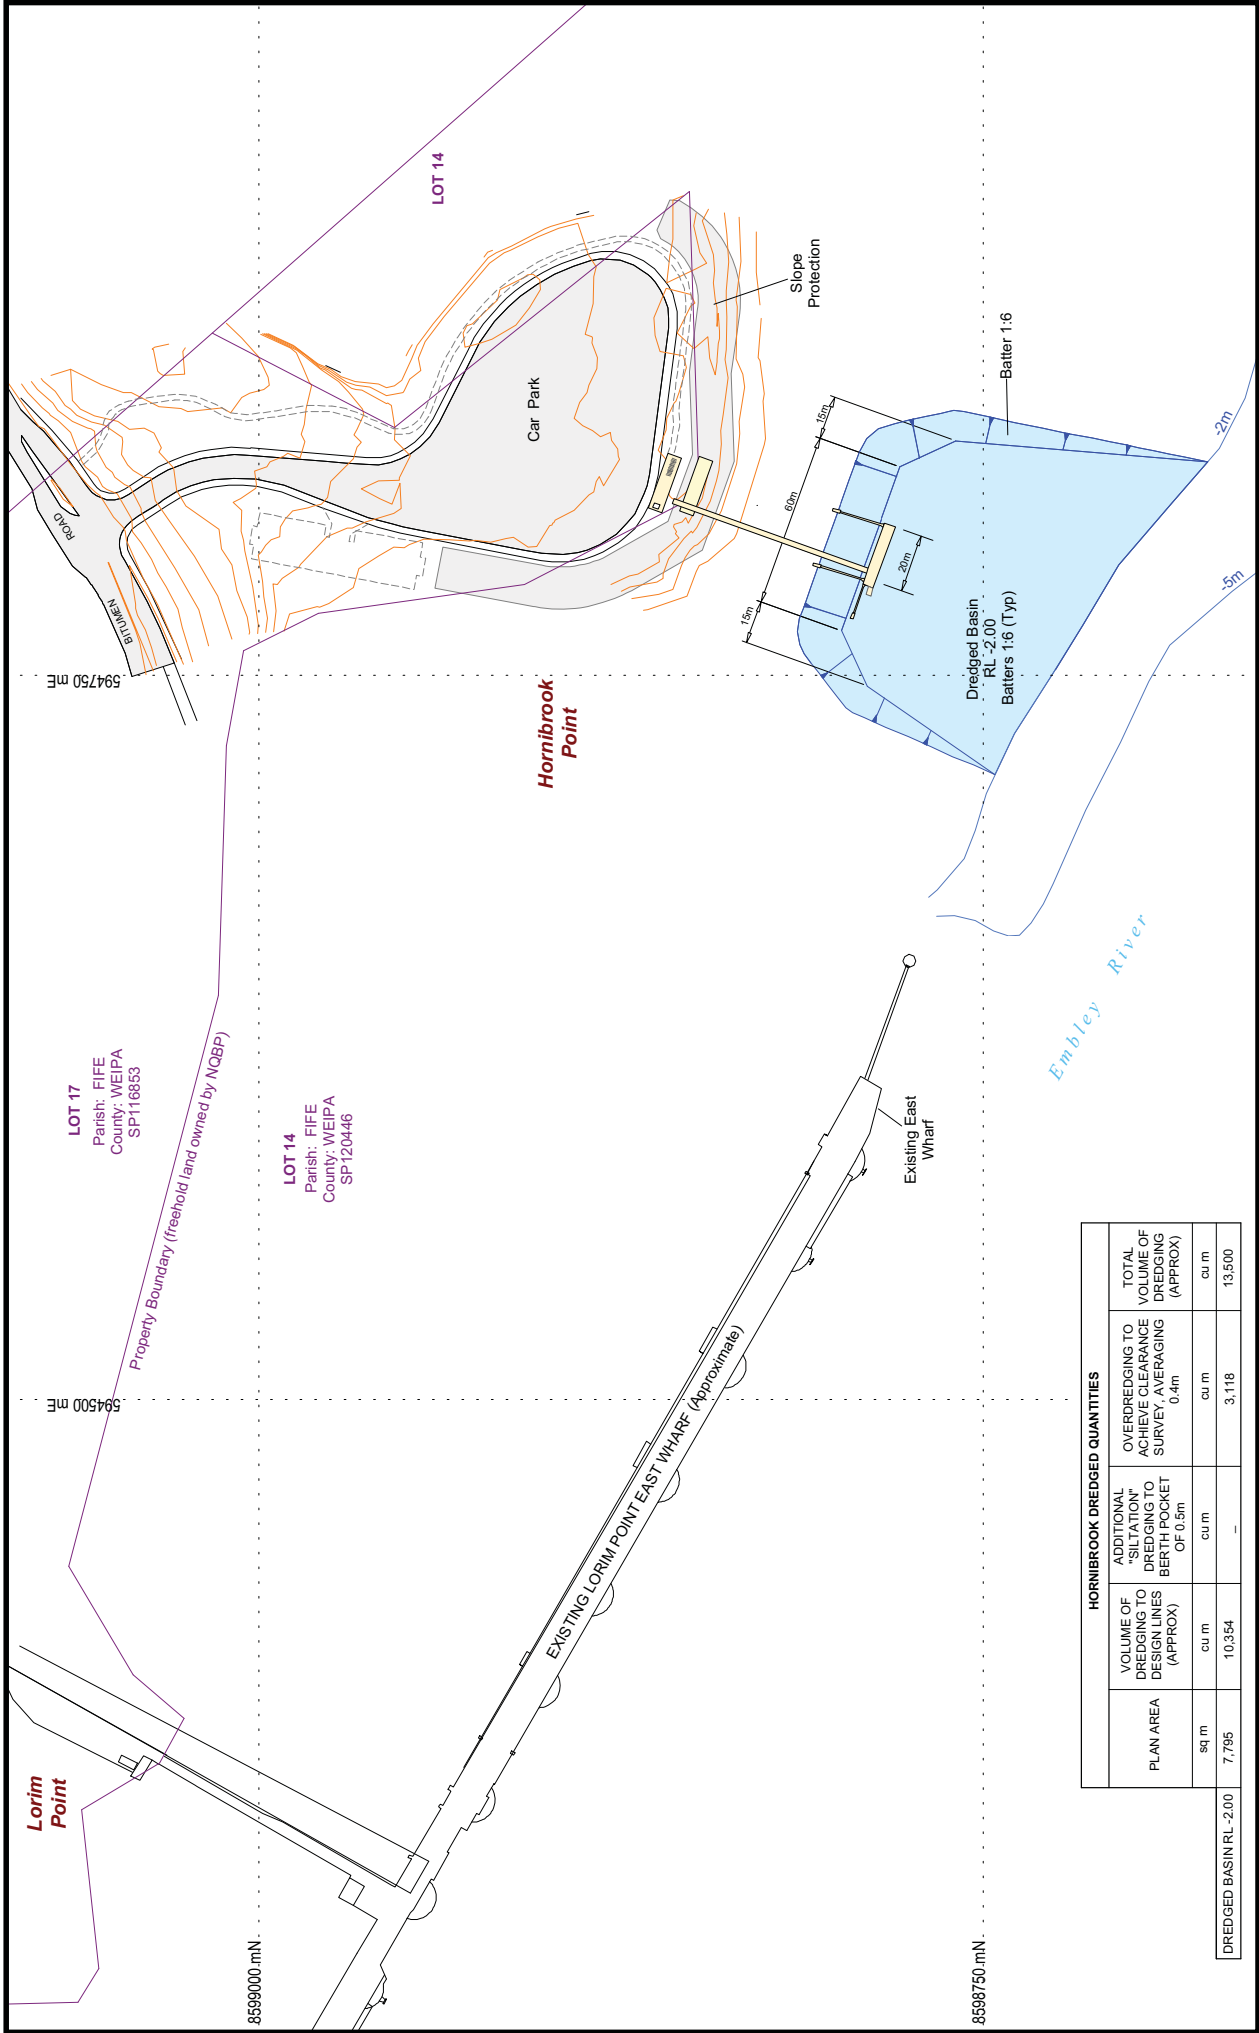 Lorim
Point
LOT 17
Parish: FIFE
County: WEIPA
SP116853
Property Boundary (freehold land owned by NQBP)
LOT 14
Parish: FIFE
County: WEIPA
SP120446
594500 mE
594750 mE
BITUMEN
ROAD
LOT 14
Car Park
Slope
Protection
Hornibrook
Point
15m
60m
15m
20m
Batter 1:6
Dredged Basin
RL -2.00
Batters 1:6 (Typ)
-2m
-5m
Embley River
Existing East
Wharf
EXISTING LORIM POINT EAST WHARF (Approximate)
8599000 mN
8598750 mN
HORNIBROOK DREDGED QUANTITIES
PLAN AREA
VOLUME OF
DREDGING TO
DESIGN LINES
(APPROX)
ADDITIONAL
"SILTATION"
DREDGING TO
BERTH POCKET
OF 0.5m
OVERDREDGING TO
ACHIEVE CLEARANCE
SURVEY, AVERAGING
0.4m
TOTAL
VOLUME OF
DREDGING
(APPROX)
sq m
cu m
cu m
cu m
cu m
DREDGED BASIN RL -2.00
7,795
10,354
–
3,118
13,500